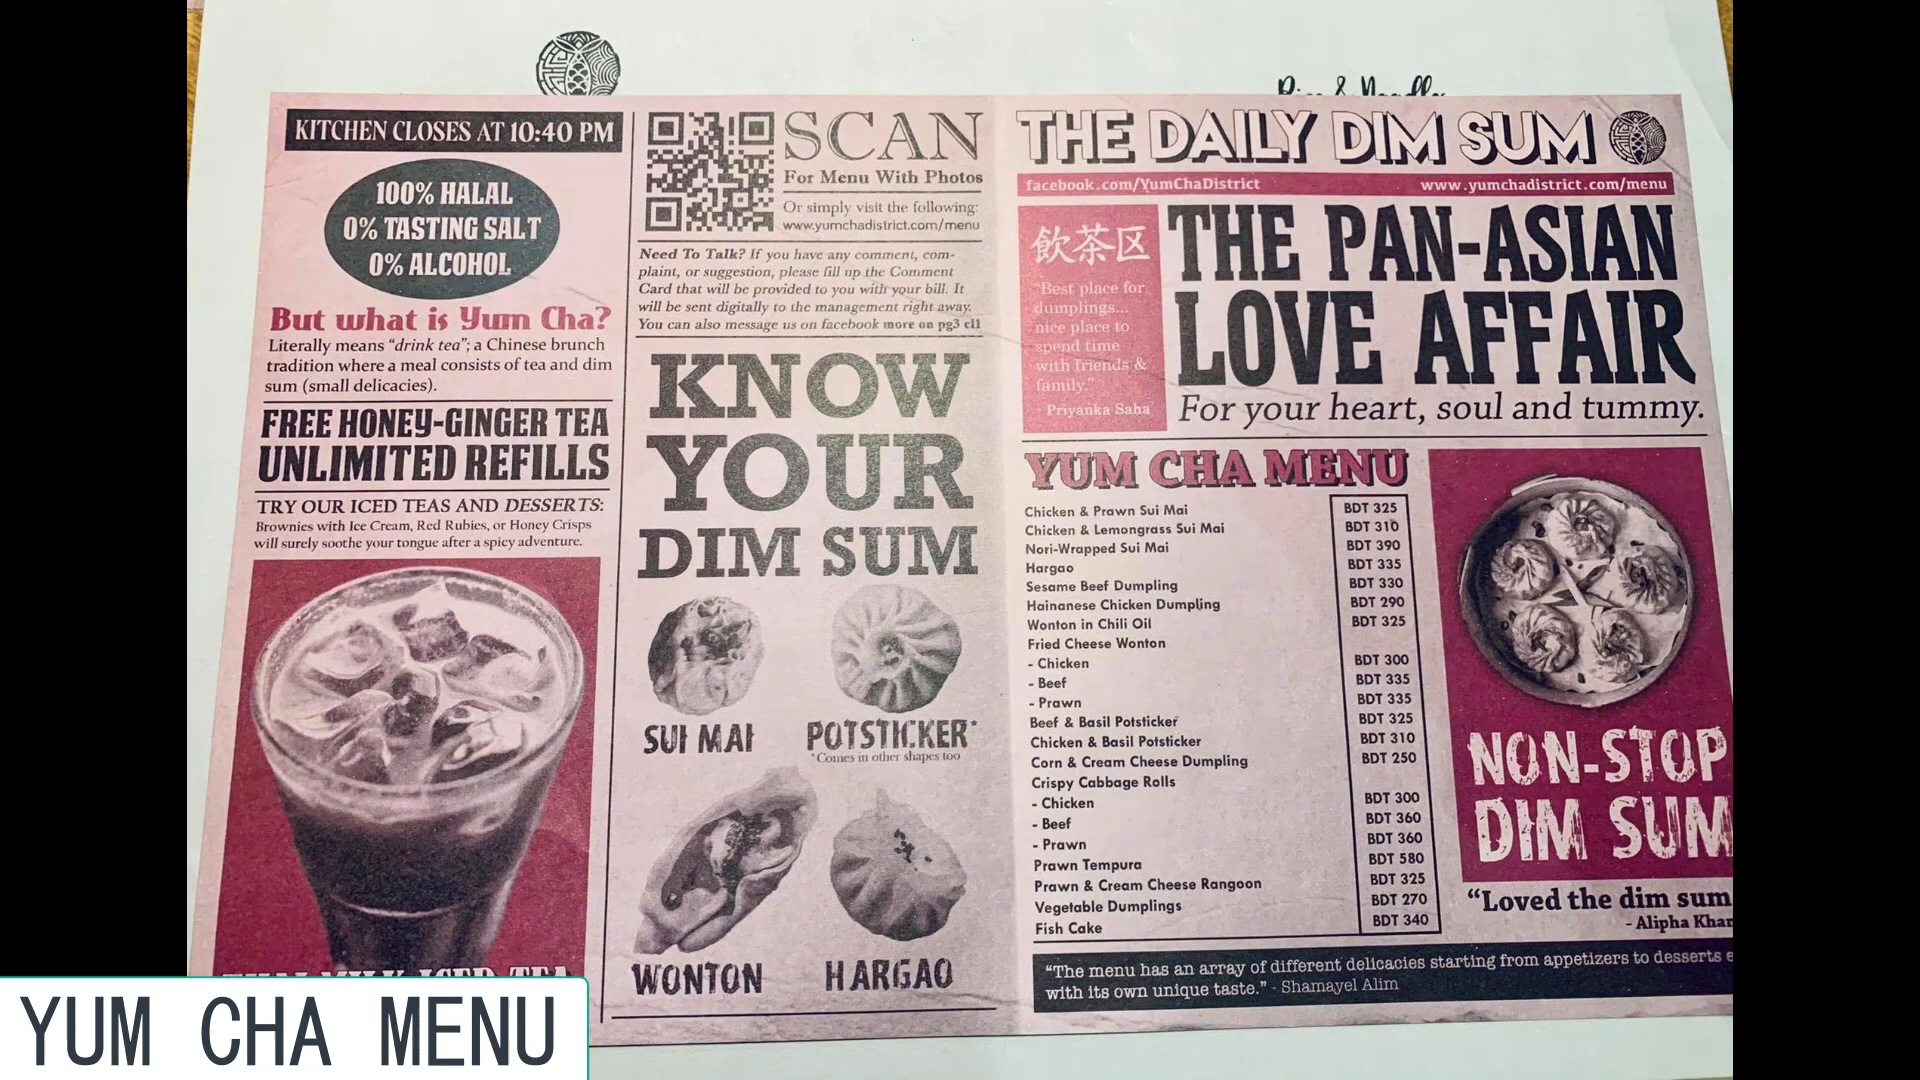 Rice & Noodles
KITCHEN CLOSES AT 10:40 PM
100% HALAL
0% TASTING SALT
0% ALCOHOL
But what is Yum Cha?
Literally means "drink tea"; a Chinese brunch
tradition where a meal consists of tea and dim
sum (small delicacies).
FREE HONEY-GINGER TEA
UNLIMITED REFILLS
TRY OUR ICED TEAS AND DESSERTS:
Brownies with Ice Cream, Red Rubies, or Honey Crisps
will surely soothe your tongue after a spicy adventure.
THAI MILK ICED TEA
SCAN
For Menu With Photos
Or simply visit the following:
www.yumchadistrict.com/menu
Need To Talk? If you have any comment, com-
plaint, or suggestion, please fill up the Comment
Card that will be provided to you with your bill. It
will be sent digitally to the management right away.
You can also message us on facebook more on pg3 cl1
KNOW
YOUR
DIM SUM
SUI MAI
POTSTICKER*
*Comes in other shapes too
WONTON
HARGAO
THE DAILY DIM SUM
facebook.com/YumChaDistrict www.yumchadistrict.com/menu
飲茶区
"Best place for
dumplings...
nice place to
spend time
with friends &
family."
- Priyanka Saha
THE PAN-ASIAN
LOVE AFFAIR
For your heart, soul and tummy.
YUM CHA MENU
Chicken & Prawn Sui Mai BDT 325
Chicken & Lemongrass Sui Mai BDT 310
Nori-Wrapped Sui Mai BDT 390
Hargao BDT 335
Sesame Beef Dumpling BDT 330
Hainanese Chicken Dumpling BDT 290
Wonton in Chili Oil BDT 325
Fried Cheese Wonton
- Chicken BDT 300
- Beef BDT 335
- Prawn BDT 335
Beef & Basil Potsticker BDT 325
Chicken & Basil Potsticker BDT 310
Corn & Cream Cheese Dumpling BDT 250
Crispy Cabbage Rolls
- Chicken BDT 300
- Beef BDT 360
- Prawn BDT 360
Prawn Tempura BDT 580
Prawn & Cream Cheese Rangoon BDT 325
Vegetable Dumplings BDT 270
Fish Cake BDT 340
NON-STOP
DIM SUM
"Loved the dim sum
- Alipha Khan
"The menu has an array of different delicacies starting from appetizers to desserts e
with its own unique taste." - Shamayel Alim
YUM CHA MENU